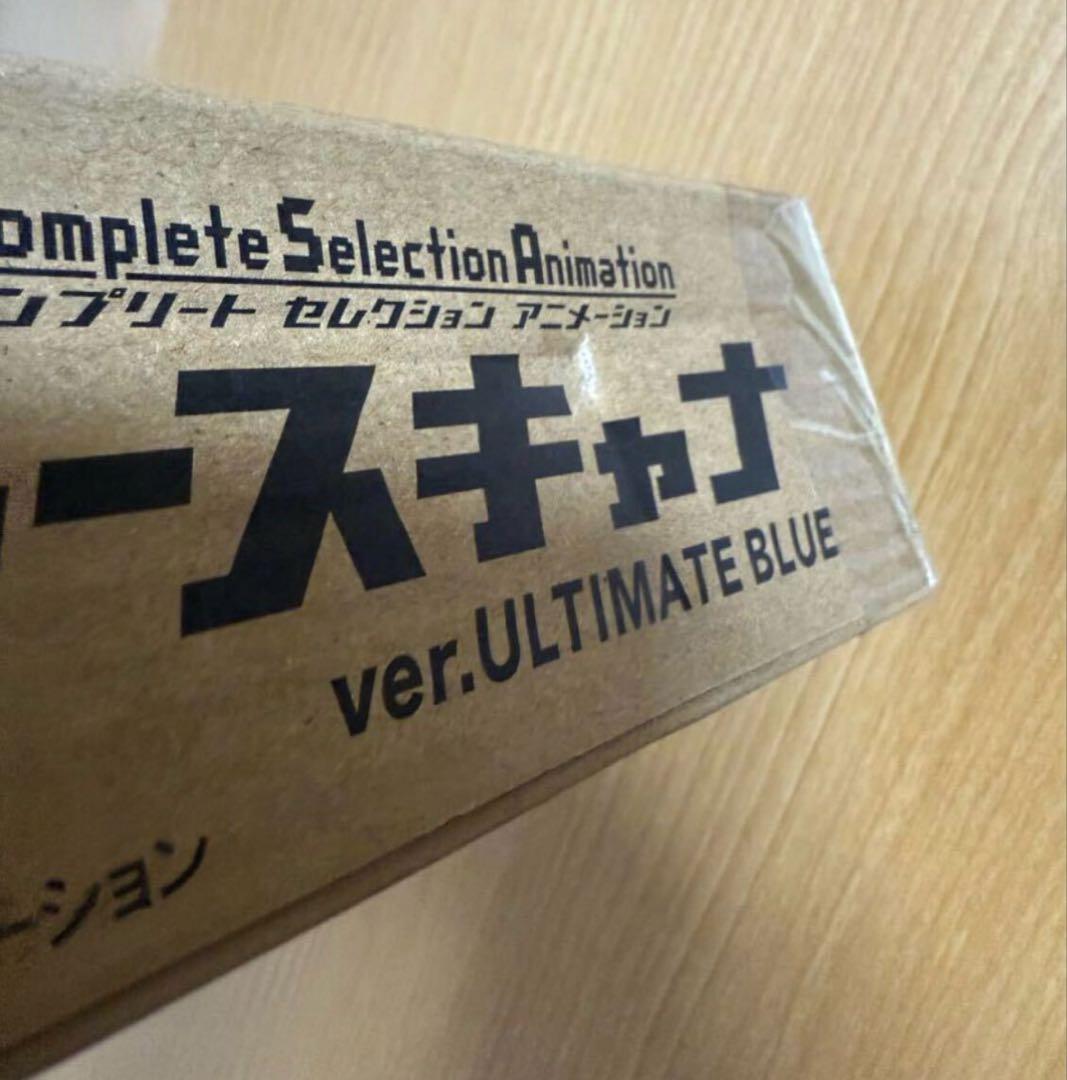 omplete Selection Animation
ンプリート セレクション アニメーション
ースキャナ
ver.ULTIMATE BLUE
ーション